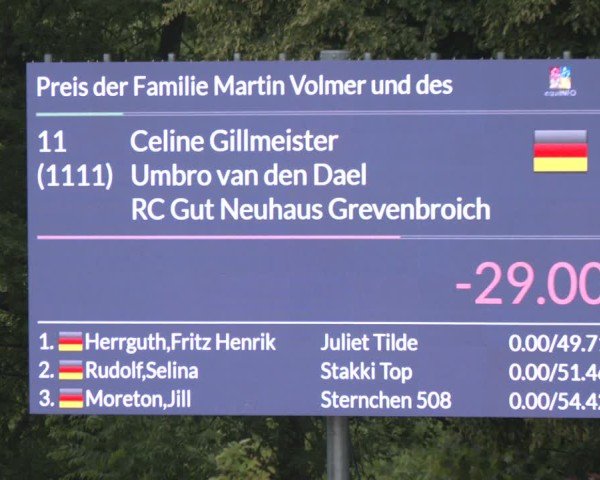 Preis der Familie Martin Volmer und des
equiINFO
11 Celine Gillmeister
(1111) Umbro van den Dael
RC Gut Neuhaus Grevenbroich
-29.00
1. Herrguth,Fritz Henrik Juliet Tilde 0.00/49.7
2. Rudolf,Selina Stakki Top 0.00/51.4
3. Moreton,Jill Sternchen 508 0.00/54.4